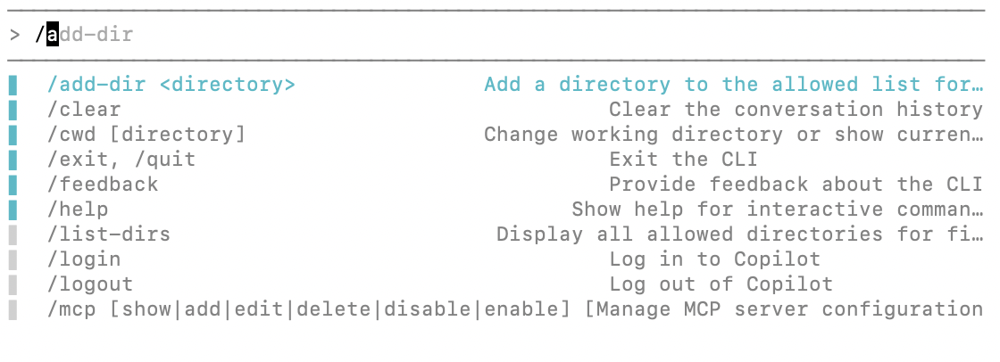 > /add-dir
/add-dir <directory> Add a directory to the allowed list for…
/clear Clear the conversation history
/cwd [directory] Change working directory or show curren…
/exit, /quit Exit the CLI
/feedback Provide feedback about the CLI
/help Show help for interactive comman…
/list-dirs Display all allowed directories for fi…
/login Log in to Copilot
/logout Log out of Copilot
/mcp [show|add|edit|delete|disable|enable] [Manage MCP server configuration